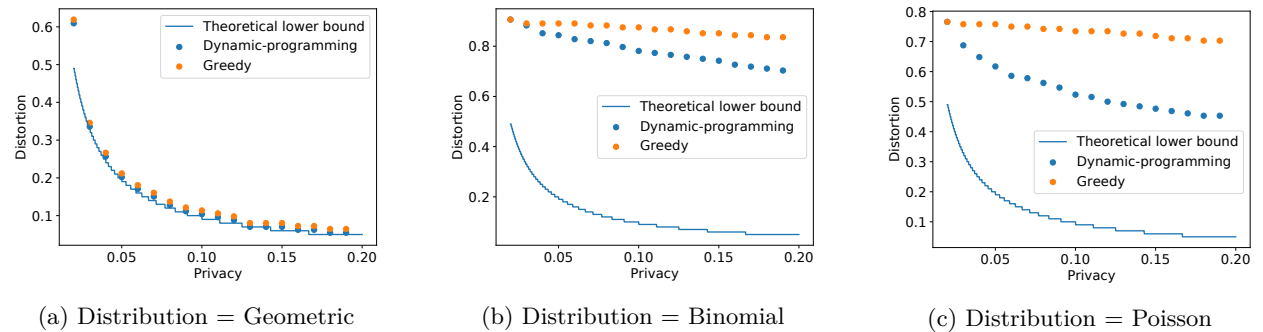 Theoretical lower bound
Dynamic-programming
Greedy
0.6
0.5
0.4
0.3
0.2
0.1
Distortion
0.05 0.10 0.15 0.20
Privacy
(a) Distribution = Geometric
0.8
0.6
0.4
0.2
Distortion
Theoretical lower bound
Dynamic-programming
Greedy
0.05 0.10 0.15 0.20
Privacy
(b) Distribution = Binomial
0.8
0.7
0.6
0.5
0.4
0.3
0.2
0.1
Distortion
Theoretical lower bound
Dynamic-programming
Greedy
0.05 0.10 0.15 0.20
Privacy
(c) Distribution = Poisson